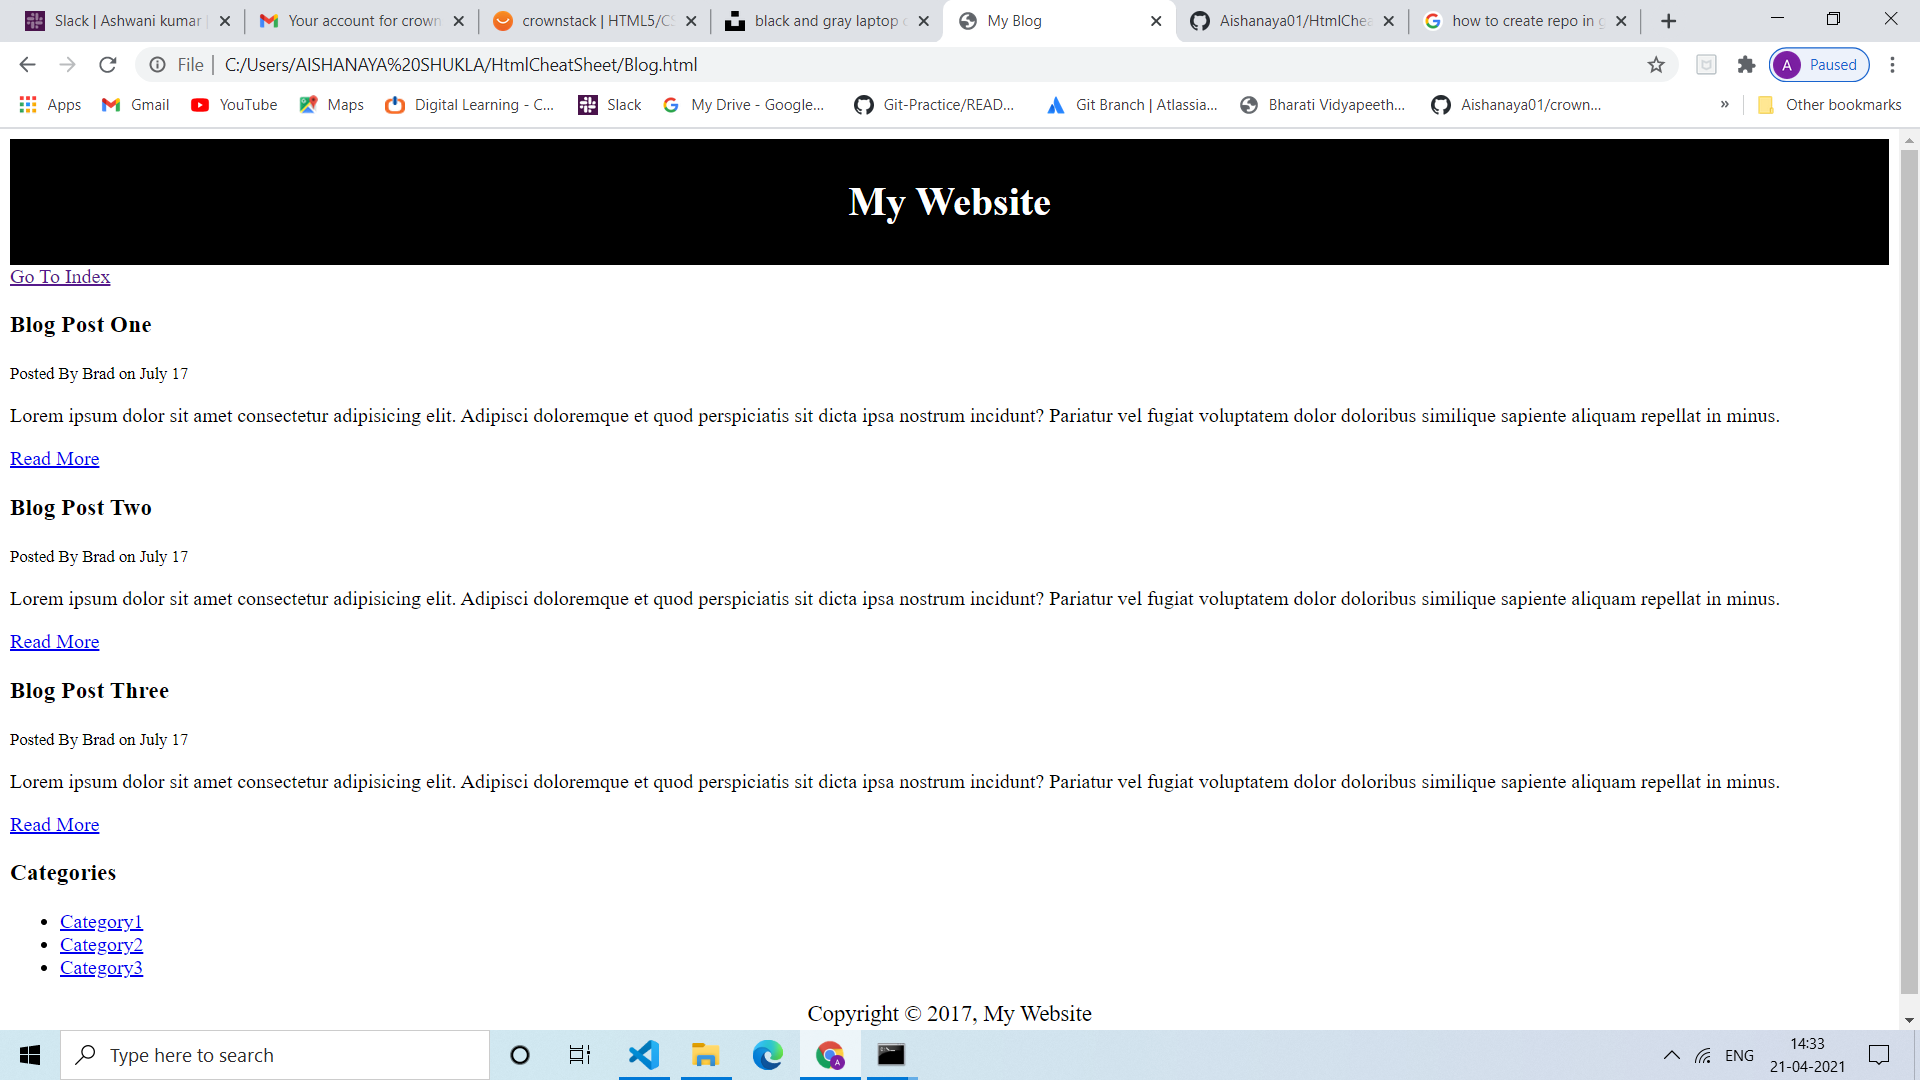 Slack | Ashwani kumar
Your account for crown
crownstack | HTML5/CS
black and gray laptop
My Blog
Aishanaya01/HtmlChea
how to create repo in g
File
C:/Users/AISHANAYA%20SHUKLA/HtmlCheatSheet/Blog.html
A
Paused
Apps
Gmail
YouTube
Maps
Digital Learning - C...
Slack
My Drive - Google...
Git-Practice/READ...
Git Branch | Atlassia...
Bharati Vidyapeeth...
Aishanaya01/crown...
»
Other bookmarks
My Website
Go To Index
Blog Post One
Posted By Brad on July 17
Lorem ipsum dolor sit amet consectetur adipisicing elit. Adipisci doloremque et quod perspiciatis sit dicta ipsa nostrum incidunt? Pariatur vel fugiat voluptatem dolor doloribus similique sapiente aliquam repellat in minus.
Read More
Blog Post Two
Posted By Brad on July 17
Lorem ipsum dolor sit amet consectetur adipisicing elit. Adipisci doloremque et quod perspiciatis sit dicta ipsa nostrum incidunt? Pariatur vel fugiat voluptatem dolor doloribus similique sapiente aliquam repellat in minus.
Read More
Blog Post Three
Posted By Brad on July 17
Lorem ipsum dolor sit amet consectetur adipisicing elit. Adipisci doloremque et quod perspiciatis sit dicta ipsa nostrum incidunt? Pariatur vel fugiat voluptatem dolor doloribus similique sapiente aliquam repellat in minus.
Read More
Categories
• Category1
• Category2
• Category3
Copyright © 2017, My Website
Type here to search
ENG
14:33
21-04-2021